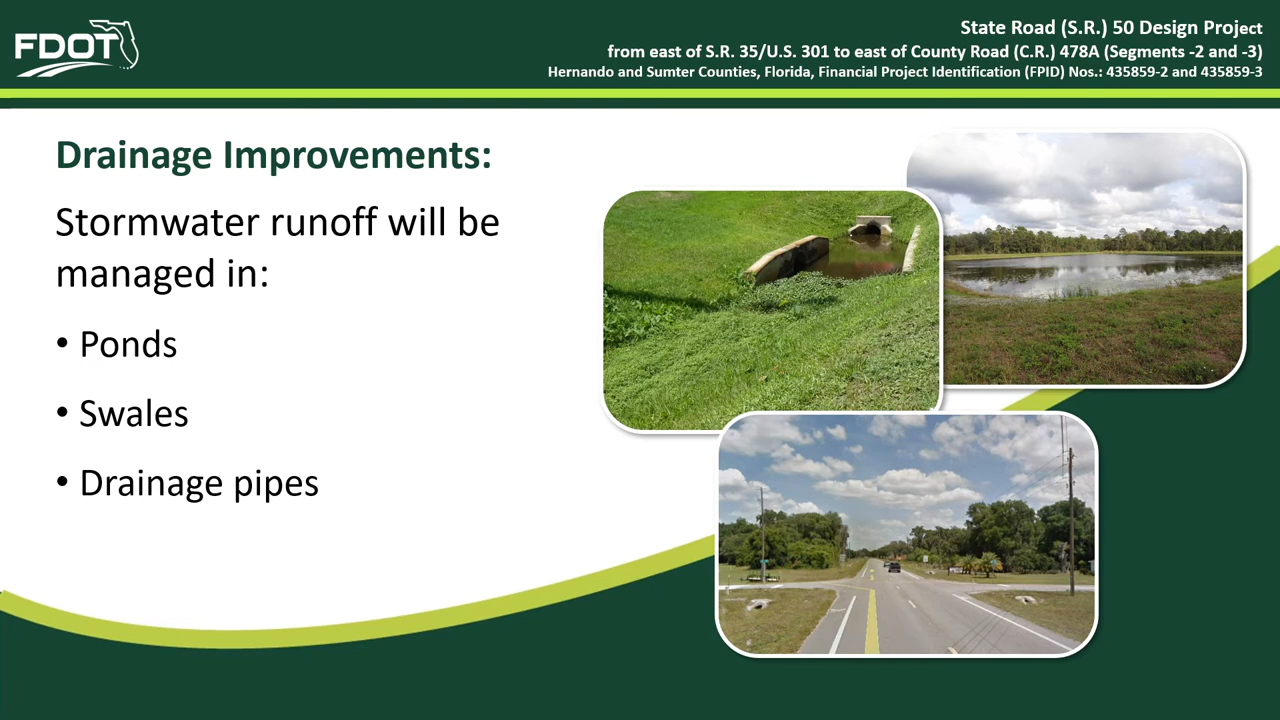 FDOT
State Road (S.R.) 50 Design Project
from east of S.R. 35/U.S. 301 to east of County Road (C.R.) 478A (Segments -2 and -3)
Hernando and Sumter Counties, Florida, Financial Project Identification (FPID) Nos.: 435859-2 and 435859-3
Drainage Improvements:
Stormwater runoff will be
managed in:
• Ponds
• Swales
• Drainage pipes